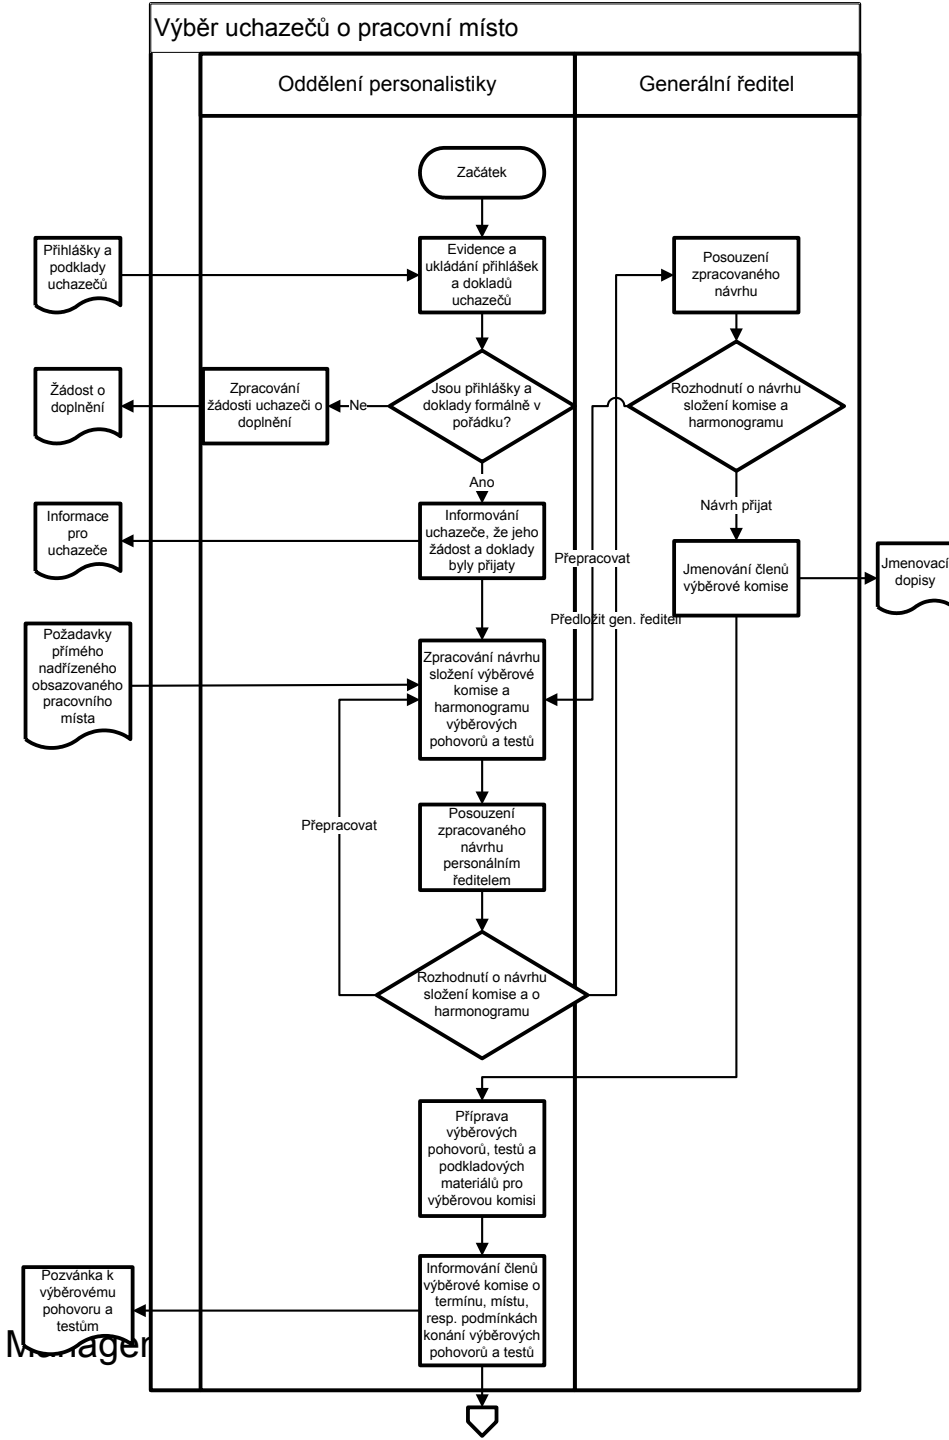 Výběr uchazečů o pracovní místo
Oddělení personalistiky
Generální ředitel
Začátek
Přihlášky a
podklady
uchazečů
Evidence a
ukládání přihlášek
a dokladů
uchazečů
Posouzení
zpracovaného
návrhu
Žádost o
doplnění
Zpracování
žádosti uchazeči o
doplnění
Ne
Jsou přihlášky a
doklady formálně v
pořádku?
Rozhodnutí o návrhu
složení komise a
harmonogramu
Ano
Návrh přijat
Informace
pro
uchazeče
Informování
uchazeče, že jeho
žádost a doklady
byly přijaty
Přepracovat
Jmenování členů
výběrové komise
Jmenovací
dopisy
Předložit gen. řediteli
Požadavky
přímého
nadřízeného
obsazovaného
pracovního
místa
Zpracování návrhu
složení výběrové
komise a
harmonogramu
výběrových
pohovorů a testů
Přepracovat
Posouzení
zpracovaného
návrhu
personálním
ředitelem
Rozhodnutí o návrhu
složení komise a o
harmonogramu
Příprava
výběrových
pohovorů, testů a
podkladových
materiálů pro
výběrovou komisi
Pozvánka k
výběrovému
pohovoru a
testům
Informování členů
výběrové komise o
termínu, místu,
resp. podmínkách
konání výběrových
pohovorů a testů